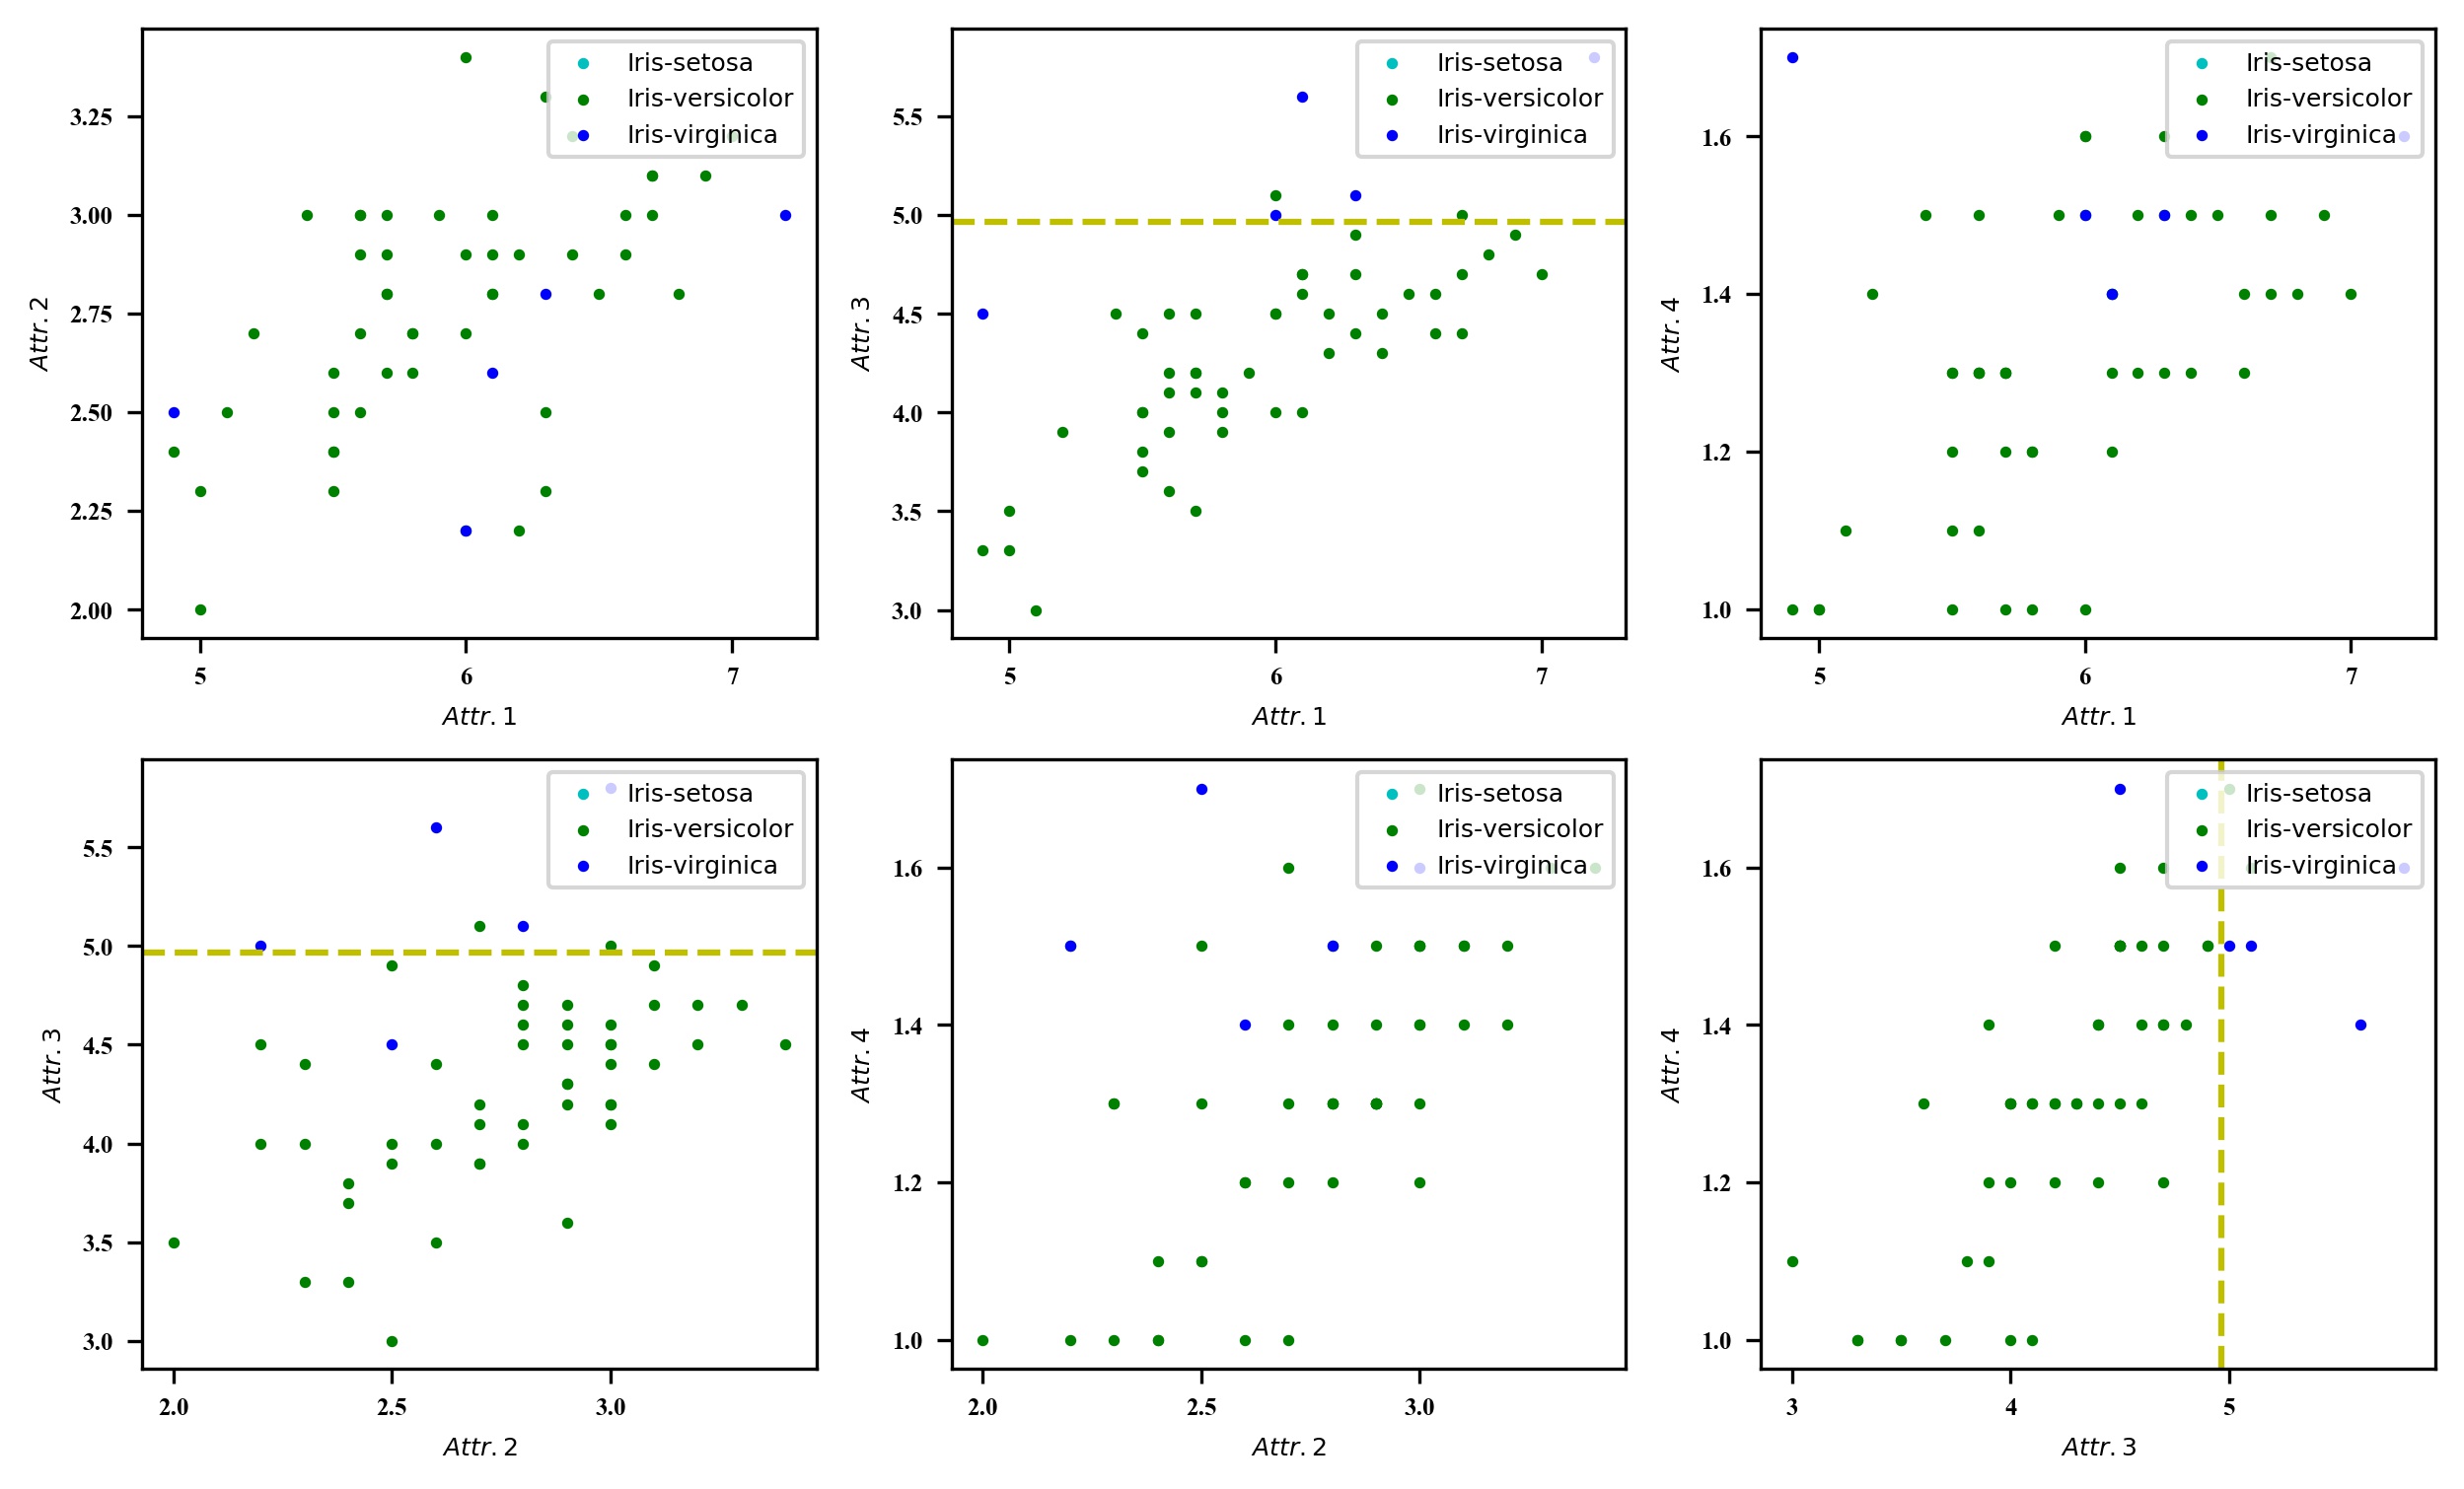 Iris-setosa
Iris-versicolor
Iris-virginica
3.25
3.00
2.75
2.50
2.25
2.00
Attr. 2
5 6 7
Attr. 1
Iris-setosa
Iris-versicolor
Iris-virginica
5.5
5.0
4.5
4.0
3.5
3.0
Attr. 3
5 6 7
Attr. 1
Iris-setosa
Iris-versicolor
Iris-virginica
1.6
1.4
1.2
1.0
Attr. 4
5 6 7
Attr. 1
Iris-setosa
Iris-versicolor
Iris-virginica
5.5
5.0
4.5
4.0
3.5
3.0
Attr. 3
2.0 2.5 3.0
Attr. 2
Iris-setosa
Iris-versicolor
Iris-virginica
1.6
1.4
1.2
1.0
Attr. 4
2.0 2.5 3.0
Attr. 2
Iris-setosa
Iris-versicolor
Iris-virginica
1.6
1.4
1.2
1.0
Attr. 4
3 4 5
Attr. 3